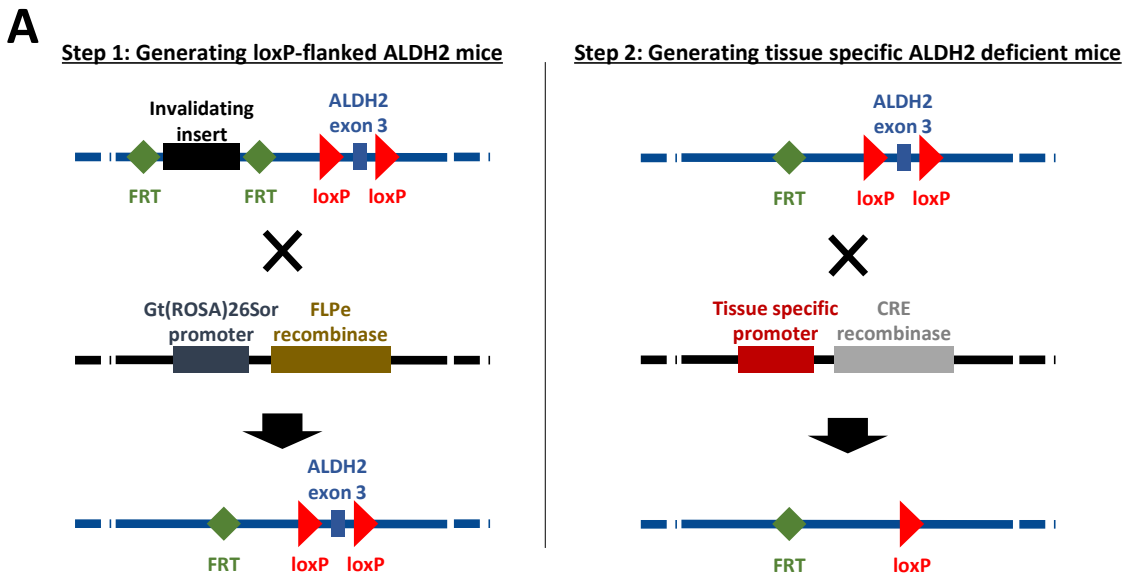 A
Step 1: Generating loxP-flanked ALDH2 mice
Invalidating
insert
ALDH2
exon 3
FRT
FRT
loxP
loxP
Gt(ROSA)26Sor
promoter
FLPe
recombinase
ALDH2
exon 3
FRT
loxP
loxP
Step 2: Generating tissue specific ALDH2 deficient mice
ALDH2
exon 3
FRT
loxP
loxP
Tissue specific
promoter
CRE
recombinase
FRT
loxP